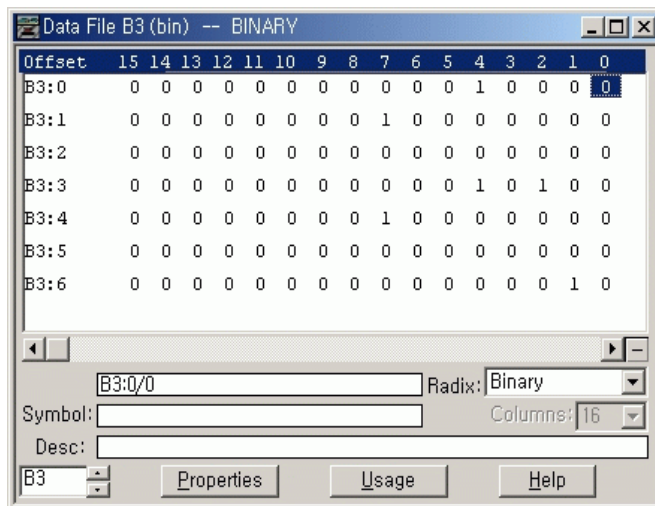 Data File B3 (bin) -- BINARY
Offset 15 14 13 12 11 10 9 8 7 6 5 4 3 2 1 0
B3:0 0 0 0 0 0 0 0 0 0 0 0 1 0 0 0 0
B3:1 0 0 0 0 0 0 0 0 1 0 0 0 0 0 0 0
B3:2 0 0 0 0 0 0 0 0 0 0 0 0 0 0 0 0
B3:3 0 0 0 0 0 0 0 0 0 0 0 1 0 1 0 0
B3:4 0 0 0 0 0 0 0 0 1 0 0 0 0 0 0 0
B3:5 0 0 0 0 0 0 0 0 0 0 0 0 0 0 0 0
B3:6 0 0 0 0 0 0 0 0 0 0 0 0 0 0 1 0
B3:0/0 Radix: Binary
Symbol: Columns: 16
Desc:
B3 Properties Usage Help